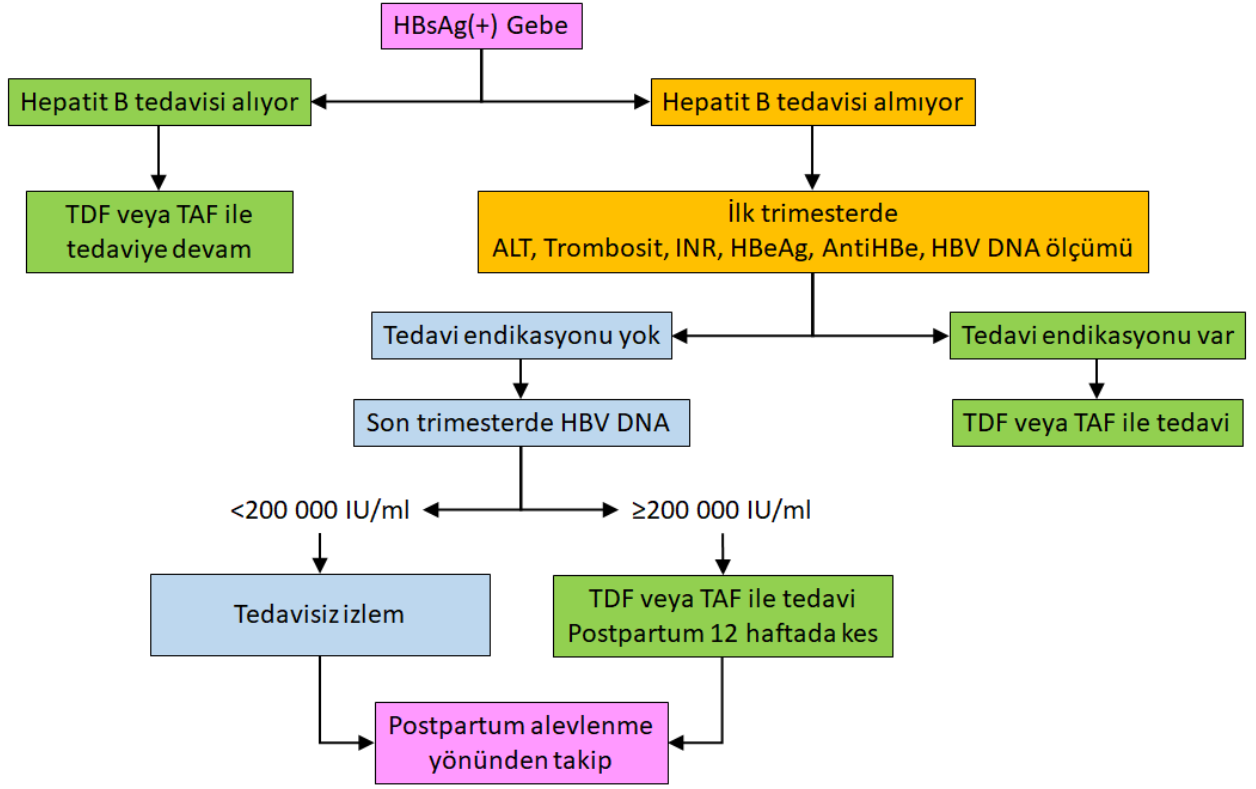 HBsAg(+) Gebe
Hepatit B tedavisi alıyor
Hepatit B tedavisi almıyor
TDF veya TAF ile
tedaviye devam
İlk trimesterde
ALT, Trombosit, INR, HBeAg, AntiHBe, HBV DNA ölçümü
Tedavi endikasyonu yok
Tedavi endikasyonu var
Son trimesterde HBV DNA
TDF veya TAF ile tedavi
<200 000 IU/ml
≥200 000 IU/ml
Tedavisiz izlem
TDF veya TAF ile tedavi
Postpartum 12 haftada kes
Postpartum alevlenme
yönünden takip